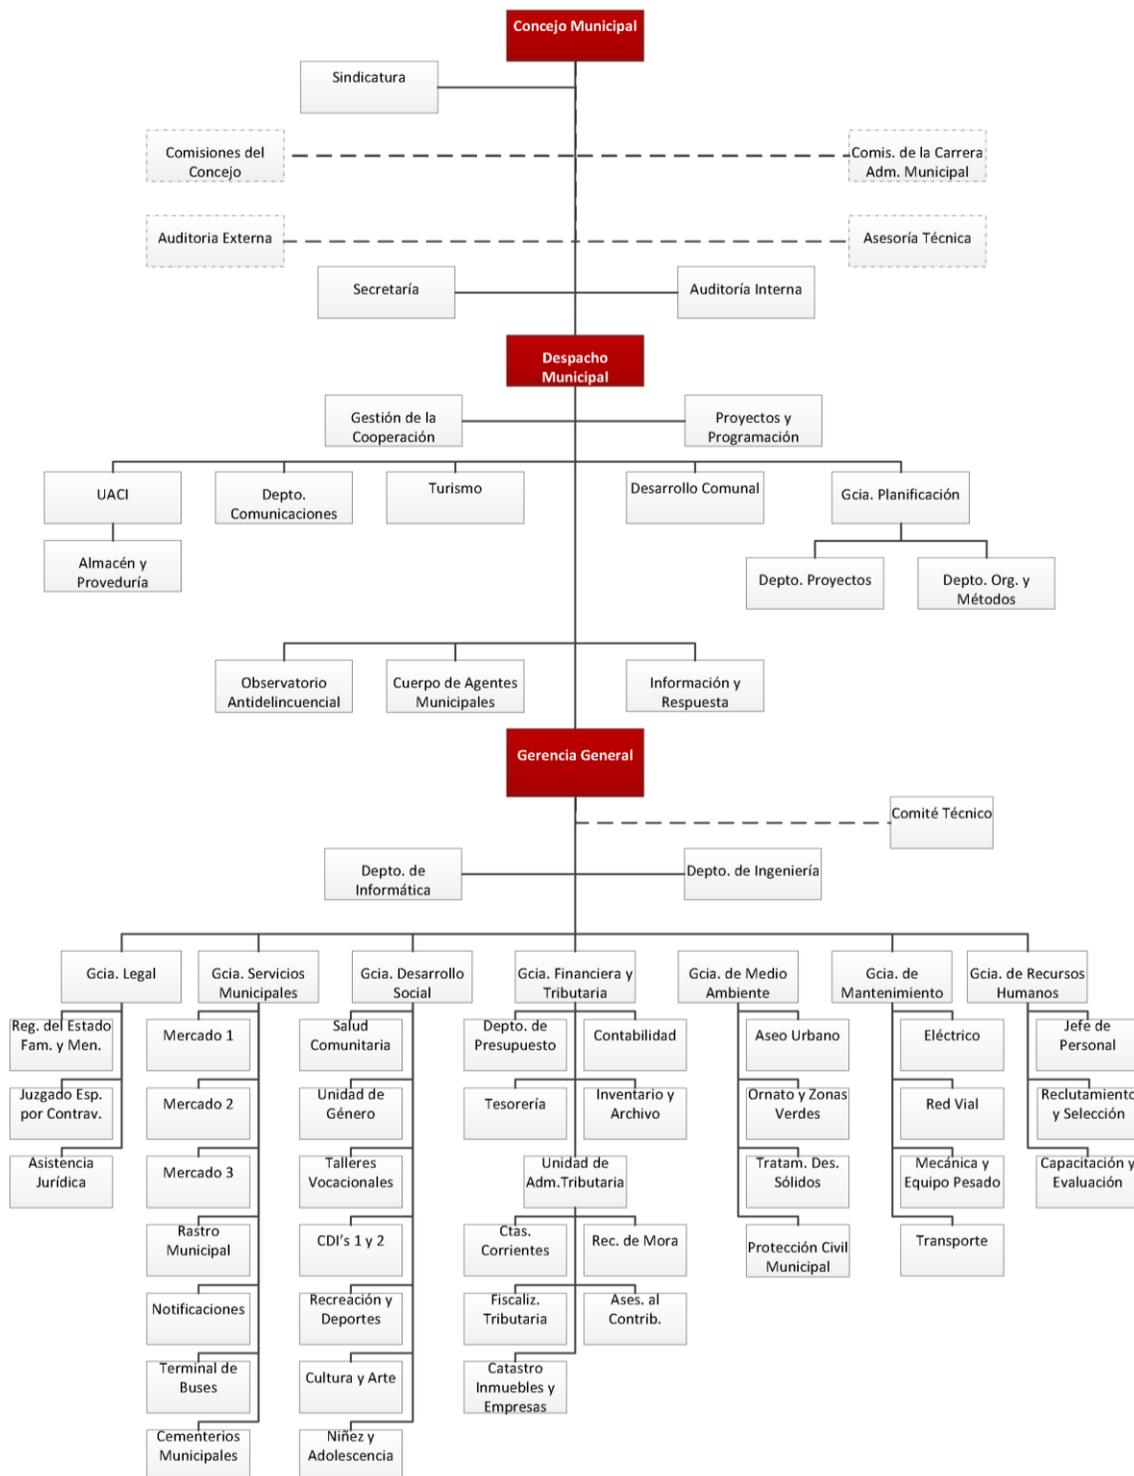 Concejo Municipal
Sindicatura
Comisiones del
Concejo
Comis. de la Carrera
Adm. Municipal
Auditoria Externa
Asesoría Técnica
Secretaría
Auditoría Interna
Despacho
Municipal
Gestión de la
Cooperación
Proyectos y
Programación
UACI
Depto.
Comunicaciones
Turismo
Desarrollo Comunal
Gcia. Planificación
Almacén y
Proveduría
Depto. Proyectos
Depto. Org. y
Métodos
Observatorio
Antidelincuencial
Cuerpo de Agentes
Municipales
Información y
Respuesta
Gerencia General
Comité Técnico
Depto. de
Informática
Depto. de Ingeniería
Gcia. Legal
Gcia. Servicios
Municipales
Gcia. Desarrollo
Social
Gcia. Financiera y
Tributaria
Gcia. de Medio
Ambiente
Gcia. de
Mantenimiento
Gcia. de Recursos
Humanos
Reg. del Estado
Fam. y Men.
Mercado 1
Salud
Comunitaria
Depto. de
Presupuesto
Contabilidad
Aseo Urbano
Eléctrico
Jefe de
Personal
Juzgado Esp.
por Contrav.
Mercado 2
Unidad de
Género
Tesorería
Inventario y
Archivo
Ornato y Zonas
Verdes
Red Vial
Reclutamiento
y Selección
Asistencia
Jurídica
Mercado 3
Talleres
Vocacionales
Unidad de
Adm.Tributaria
Tratam. Des.
Sólidos
Mecánica y
Equipo Pesado
Capacitación y
Evaluación
Rastro
Municipal
CDI's 1 y 2
Ctas.
Corrientes
Rec. de Mora
Protección Civil
Municipal
Transporte
Notificaciones
Recreación y
Deportes
Fiscaliz.
Tributaria
Ases. al
Contrib.
Terminal de
Buses
Cultura y Arte
Catastro
Inmuebles y
Empresas
Cementerios
Municipales
Niñez y
Adolescencia